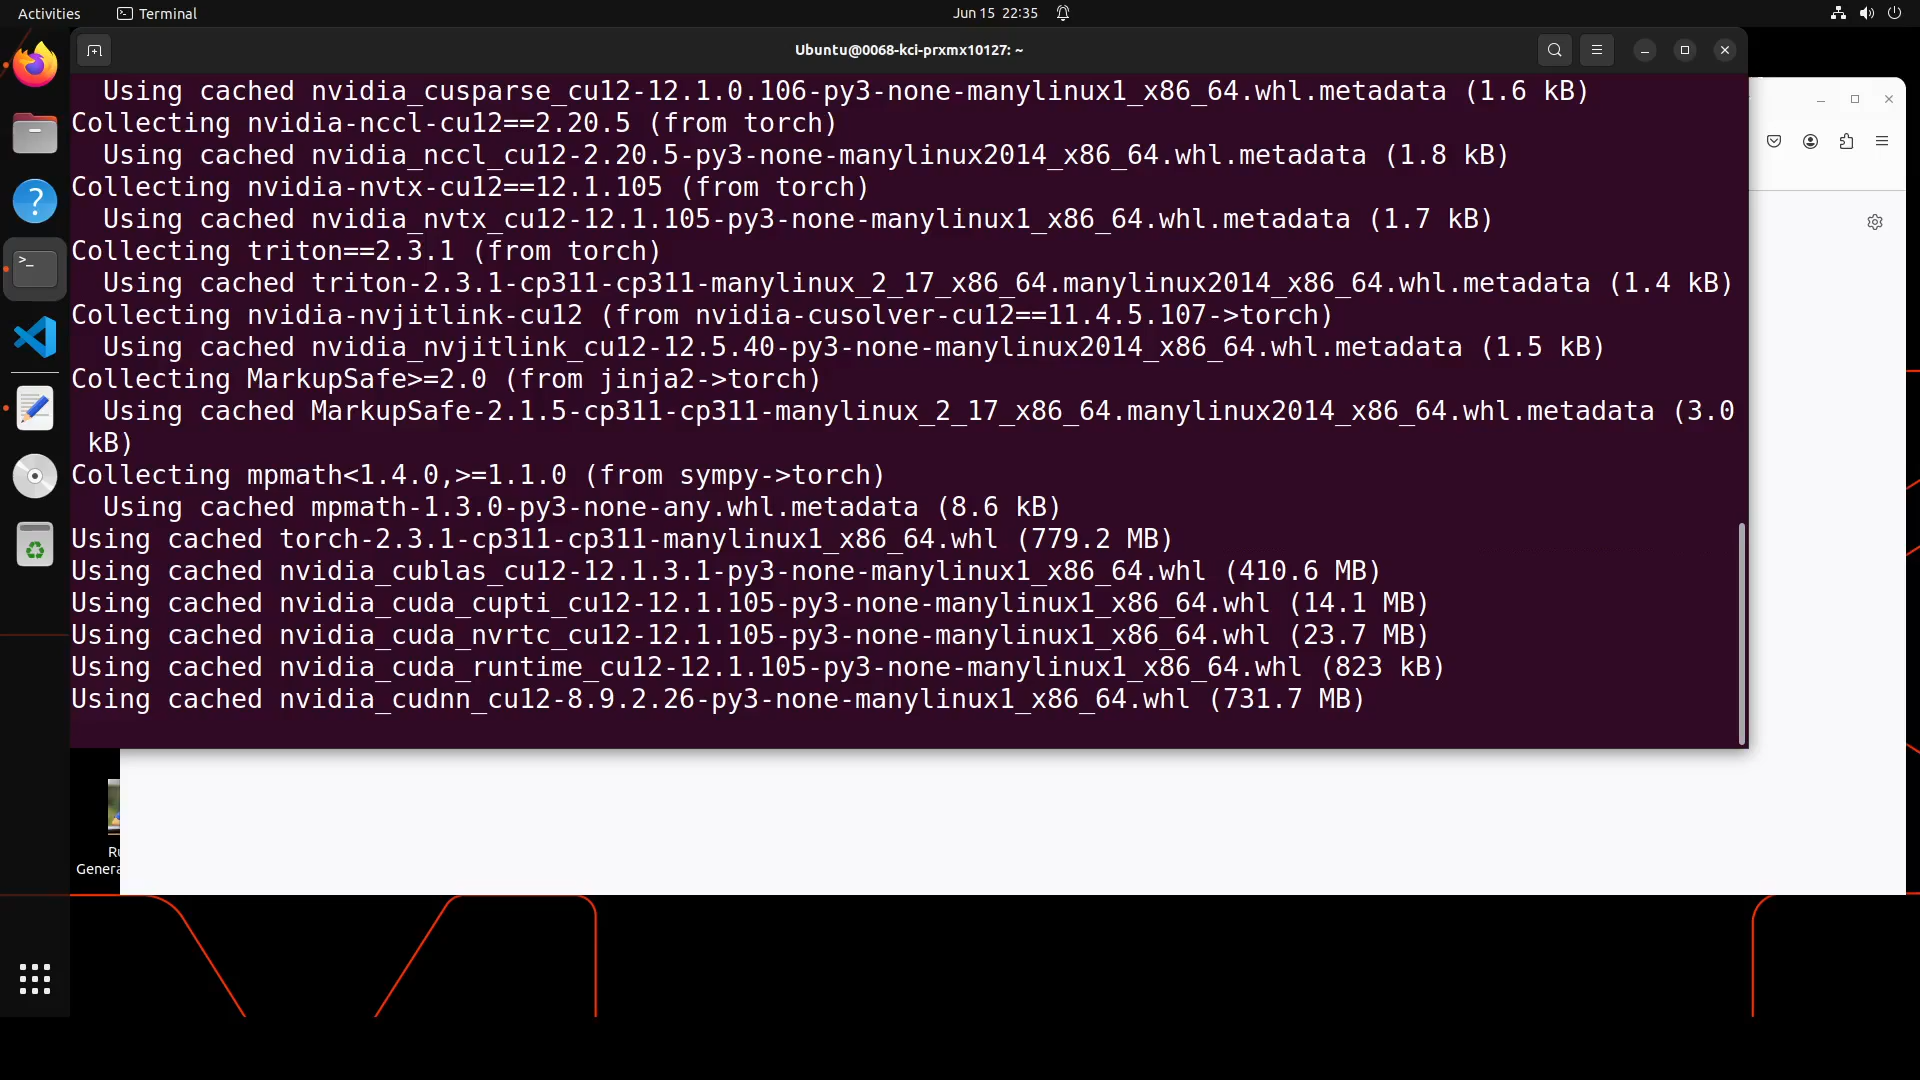 Activities
Terminal
Jun 15 22:35
Ubuntu@0068-kci-prxmx10127: ~
Using cached nvidia_cusparse_cu12-12.1.0.106-py3-none-manylinux1_x86_64.whl.metadata (1.6 kB)
Collecting nvidia-nccl-cu12==2.20.5 (from torch)
Using cached nvidia_nccl_cu12-2.20.5-py3-none-manylinux2014_x86_64.whl.metadata (1.8 kB)
Collecting nvidia-nvtx-cu12==12.1.105 (from torch)
Using cached nvidia_nvtx_cu12-12.1.105-py3-none-manylinux1_x86_64.whl.metadata (1.7 kB)
Collecting triton==2.3.1 (from torch)
Using cached triton-2.3.1-cp311-cp311-manylinux_2_17_x86_64.manylinux2014_x86_64.whl.metadata (1.4 kB)
Collecting nvidia-nvjitlink-cu12 (from nvidia-cusolver-cu12==11.4.5.107->torch)
Using cached nvidia_nvjitlink_cu12-12.5.40-py3-none-manylinux2014_x86_64.whl.metadata (1.5 kB)
Collecting MarkupSafe>=2.0 (from jinja2->torch)
Using cached MarkupSafe-2.1.5-cp311-cp311-manylinux_2_17_x86_64.manylinux2014_x86_64.whl.metadata (3.0
kB)
Collecting mpmath<1.4.0,>=1.1.0 (from sympy->torch)
Using cached mpmath-1.3.0-py3-none-any.whl.metadata (8.6 kB)
Using cached torch-2.3.1-cp311-cp311-manylinux1_x86_64.whl (779.2 MB)
Using cached nvidia_cublas_cu12-12.1.3.1-py3-none-manylinux1_x86_64.whl (410.6 MB)
Using cached nvidia_cuda_cupti_cu12-12.1.105-py3-none-manylinux1_x86_64.whl (14.1 MB)
Using cached nvidia_cuda_nvrtc_cu12-12.1.105-py3-none-manylinux1_x86_64.whl (23.7 MB)
Using cached nvidia_cuda_runtime_cu12-12.1.105-py3-none-manylinux1_x86_64.whl (823 kB)
Using cached nvidia_cudnn_cu12-8.9.2.26-py3-none-manylinux1_x86_64.whl (731.7 MB)
Ru
Genera